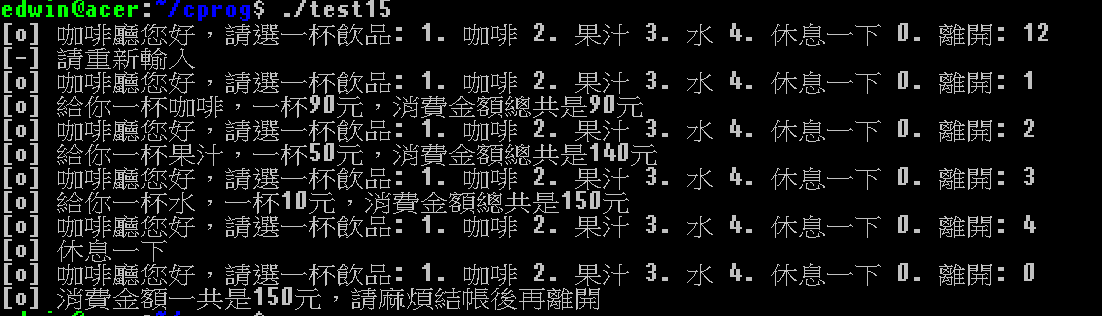 edwin@acer:~/cprog$ ./test15
[o] 咖啡廳您好，請選一杯飲品: 1. 咖啡 2. 果汁 3. 水 4. 休息一下 0. 離開: 12
[-] 請重新輸入
[o] 咖啡廳您好，請選一杯飲品: 1. 咖啡 2. 果汁 3. 水 4. 休息一下 0. 離開: 1
[o] 給你一杯咖啡，一杯90元，消費金額總共是90元
[o] 咖啡廳您好，請選一杯飲品: 1. 咖啡 2. 果汁 3. 水 4. 休息一下 0. 離開: 2
[o] 給你一杯果汁，一杯50元，消費金額總共是140元
[o] 咖啡廳您好，請選一杯飲品: 1. 咖啡 2. 果汁 3. 水 4. 休息一下 0. 離開: 3
[o] 給你一杯水，一杯10元，消費金額總共是150元
[o] 咖啡廳您好，請選一杯飲品: 1. 咖啡 2. 果汁 3. 水 4. 休息一下 0. 離開: 4
[o] 休息一下
[o] 咖啡廳您好，請選一杯飲品: 1. 咖啡 2. 果汁 3. 水 4. 休息一下 0. 離開: 0
[o] 消費金額一共是150元，請麻煩結帳後再離開